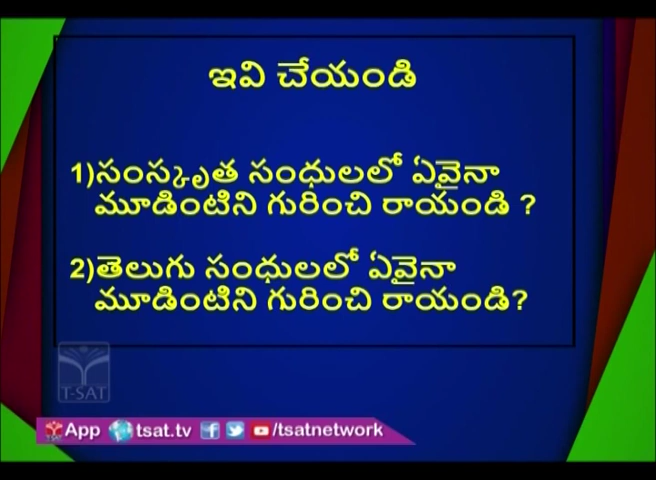 ఇవి చేయండి
1)సంస్కృత సంధులలో ఏవైనా
మూడింటిని గురించి రాయండి ?
2)తెలుగు సంధులలో ఏవైనా
మూడింటిని గురించి రాయండి?
T-SAT
App tsat.tv /tsatnetwork